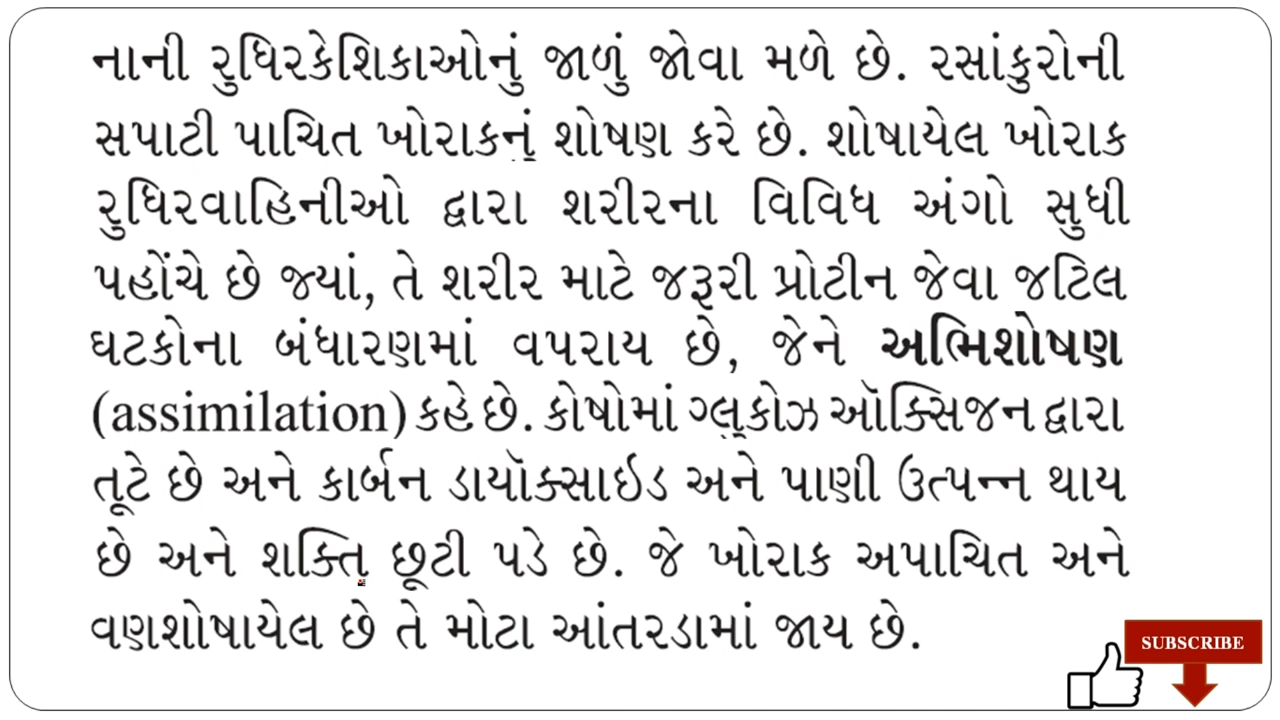 નાની રુધિરકેશિકાઓનું જાળું જોવા મળે છે. રસાંકુરોની
સપાટી પાચિત ખોરાકનું શોષણ કરે છે. શોષાયેલ ખોરાક
રુધિરવાહિનીઓ દ્વારા શરીરના વિવિધ અંગો સુધી
પહોંચે છે જ્યાં, તે શરીર માટે જરૂરી પ્રોટીન જેવા જટિલ
ઘટકોના બંધારણમાં વપરાય છે, જેને અભિશોષણ
(assimilation) કહે છે. કોષોમાં ગ્લુકોઝ ઑક્સિજન દ્વારા
તૂટે છે અને કાર્બન ડાયૉક્સાઇડ અને પાણી ઉત્પન્ન થાય
છે અને શક્તિ છૂટી પડે છે. જે ખોરાક અપાચિત અને
વણશોષાયેલ છે તે મોટા આંતરડામાં જાય છે.
SUBSCRIBE